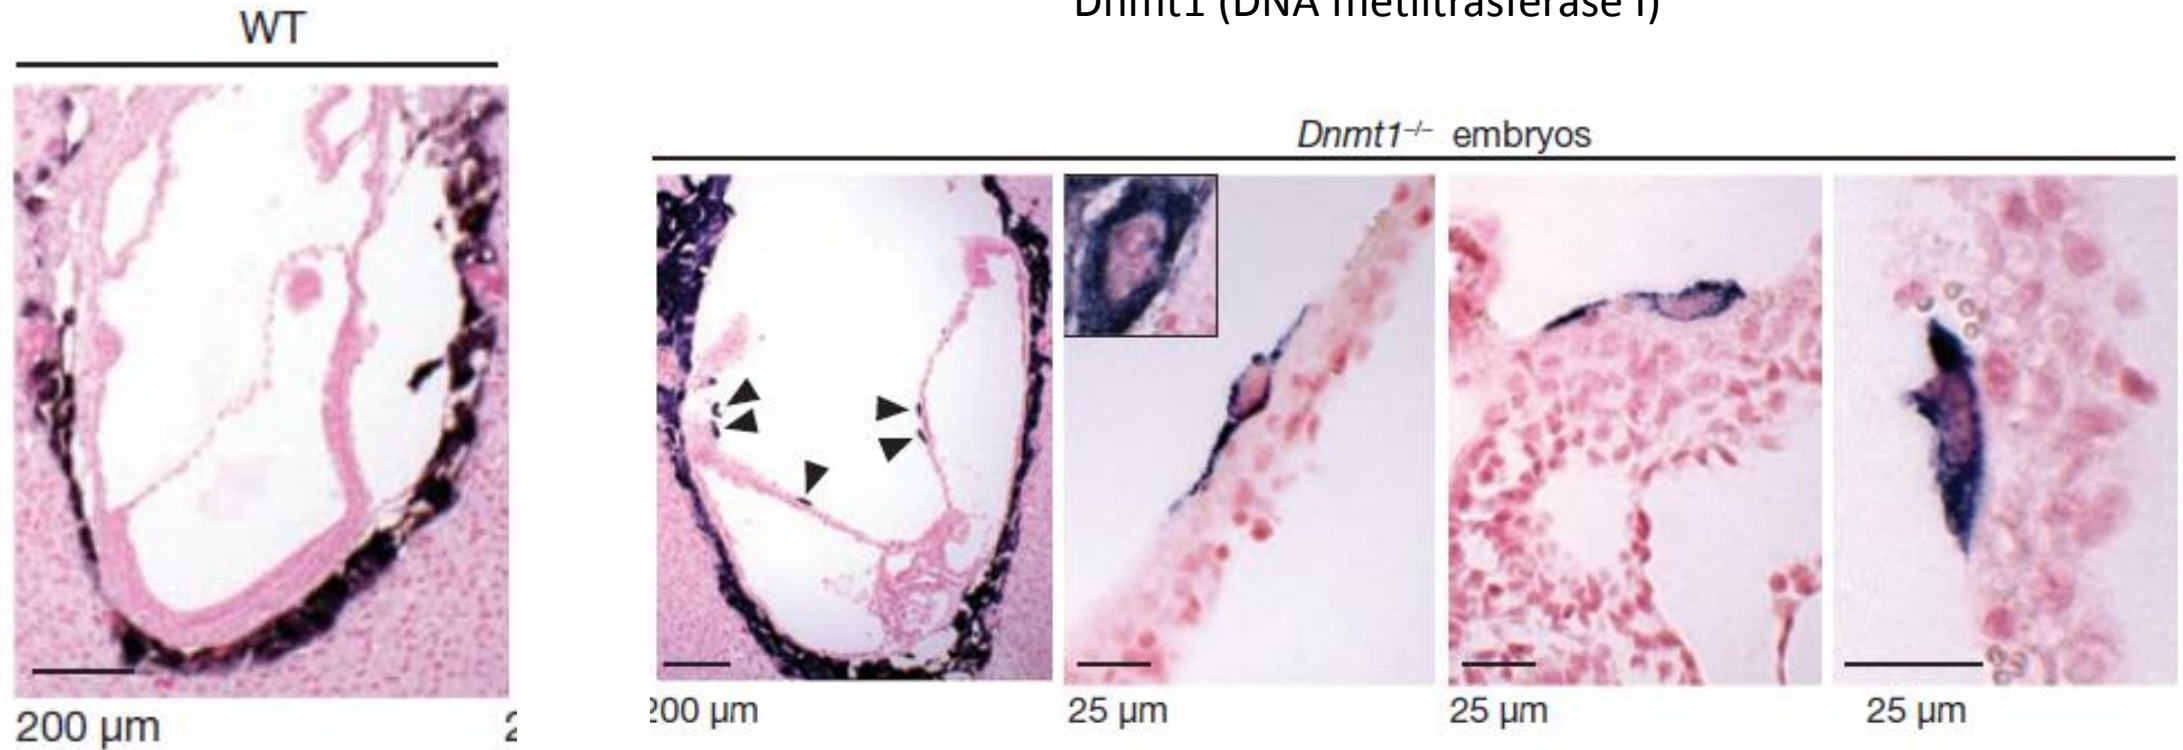 Dnmt1 (DNA metiltrasferase I)
WT
Dnmt1–/– embryos
200 µm
200 µm
25 µm
25 µm
25 µm